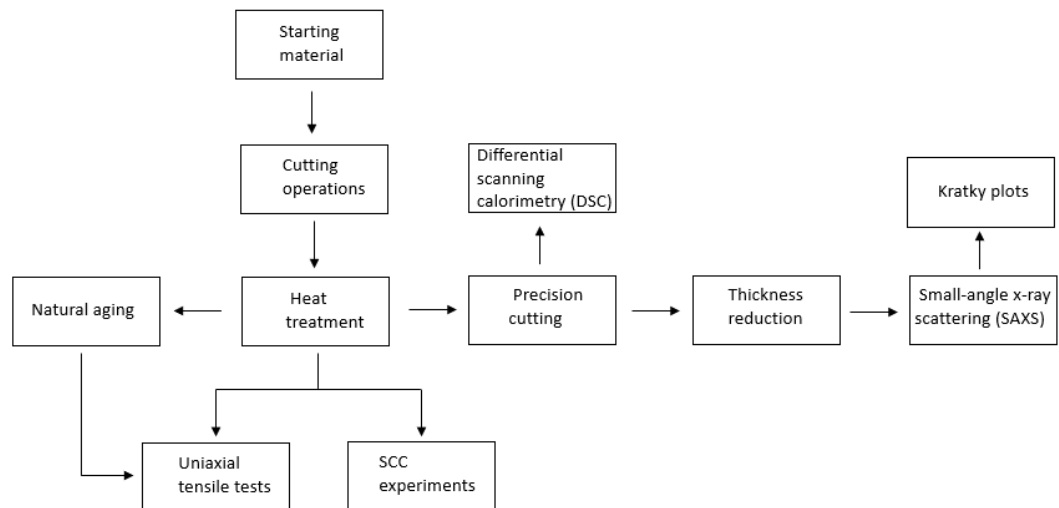 Starting
material
Cutting
operations
Differential
scanning
calorimetry (DSC)
Kratky plots
Natural aging
Heat
treatment
Precision
cutting
Thickness
reduction
Small-angle x-ray
scattering (SAXS)
Uniaxial
tensile tests
SCC
experiments